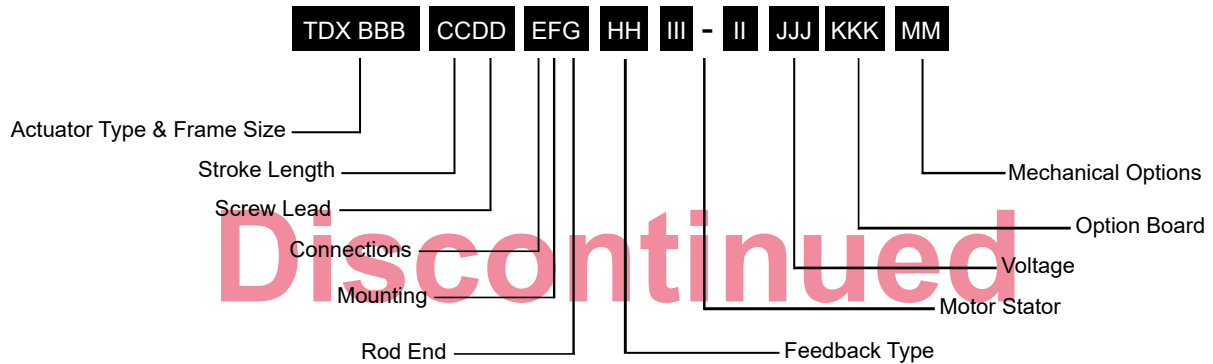 TDX BBB CCDD EFG HH III - II JJJ KKK MM
Actuator Type & Frame Size
Stroke Length
Mechanical Options
Screw Lead
Option Board
Connections
Voltage
Discontinued
Mounting
Motor Stator
Rod End
Feedback Type